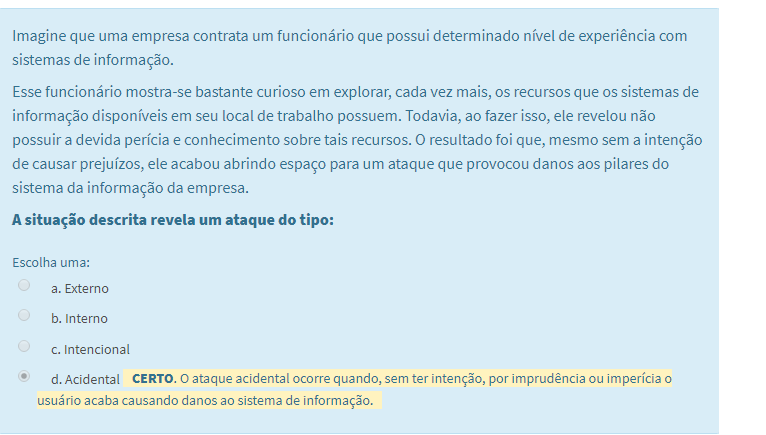 Imagine que uma empresa contrata um funcionário que possui determinado nível de experiência com
sistemas de informação.
Esse funcionário mostra-se bastante curioso em explorar, cada vez mais, os recursos que os sistemas de
informação disponíveis em seu local de trabalho possuem. Todavia, ao fazer isso, ele revelou não
possuir a devida perícia e conhecimento sobre tais recursos. O resultado foi que, mesmo sem a intenção
de causar prejuízos, ele acabou abrindo espaço para um ataque que provocou danos aos pilares do
sistema da informação da empresa.
A situação descrita revela um ataque do tipo:
Escolha uma:
a. Externo
b. Interno
c. Intencional
d. Acidental CERTO. O ataque acidental ocorre quando, sem ter intenção, por imprudência ou imperícia o
usuário acaba causando danos ao sistema de informação.